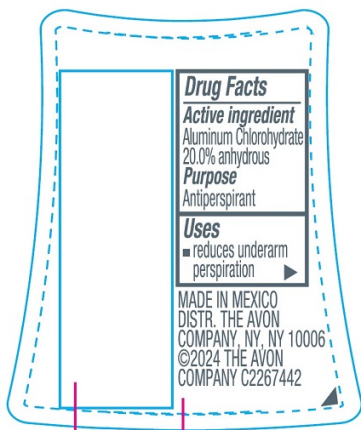 Drug Facts
Active ingredient
Aluminum Chlorohydrate
20.0% anhydrous
Purpose
Antiperspirant
Uses
▪ reduces underarm
perspiration
MADE IN MEXICO
DISTR. THE AVON
COMPANY, NY, NY 10006
©2024 THE AVON
COMPANY C2267442